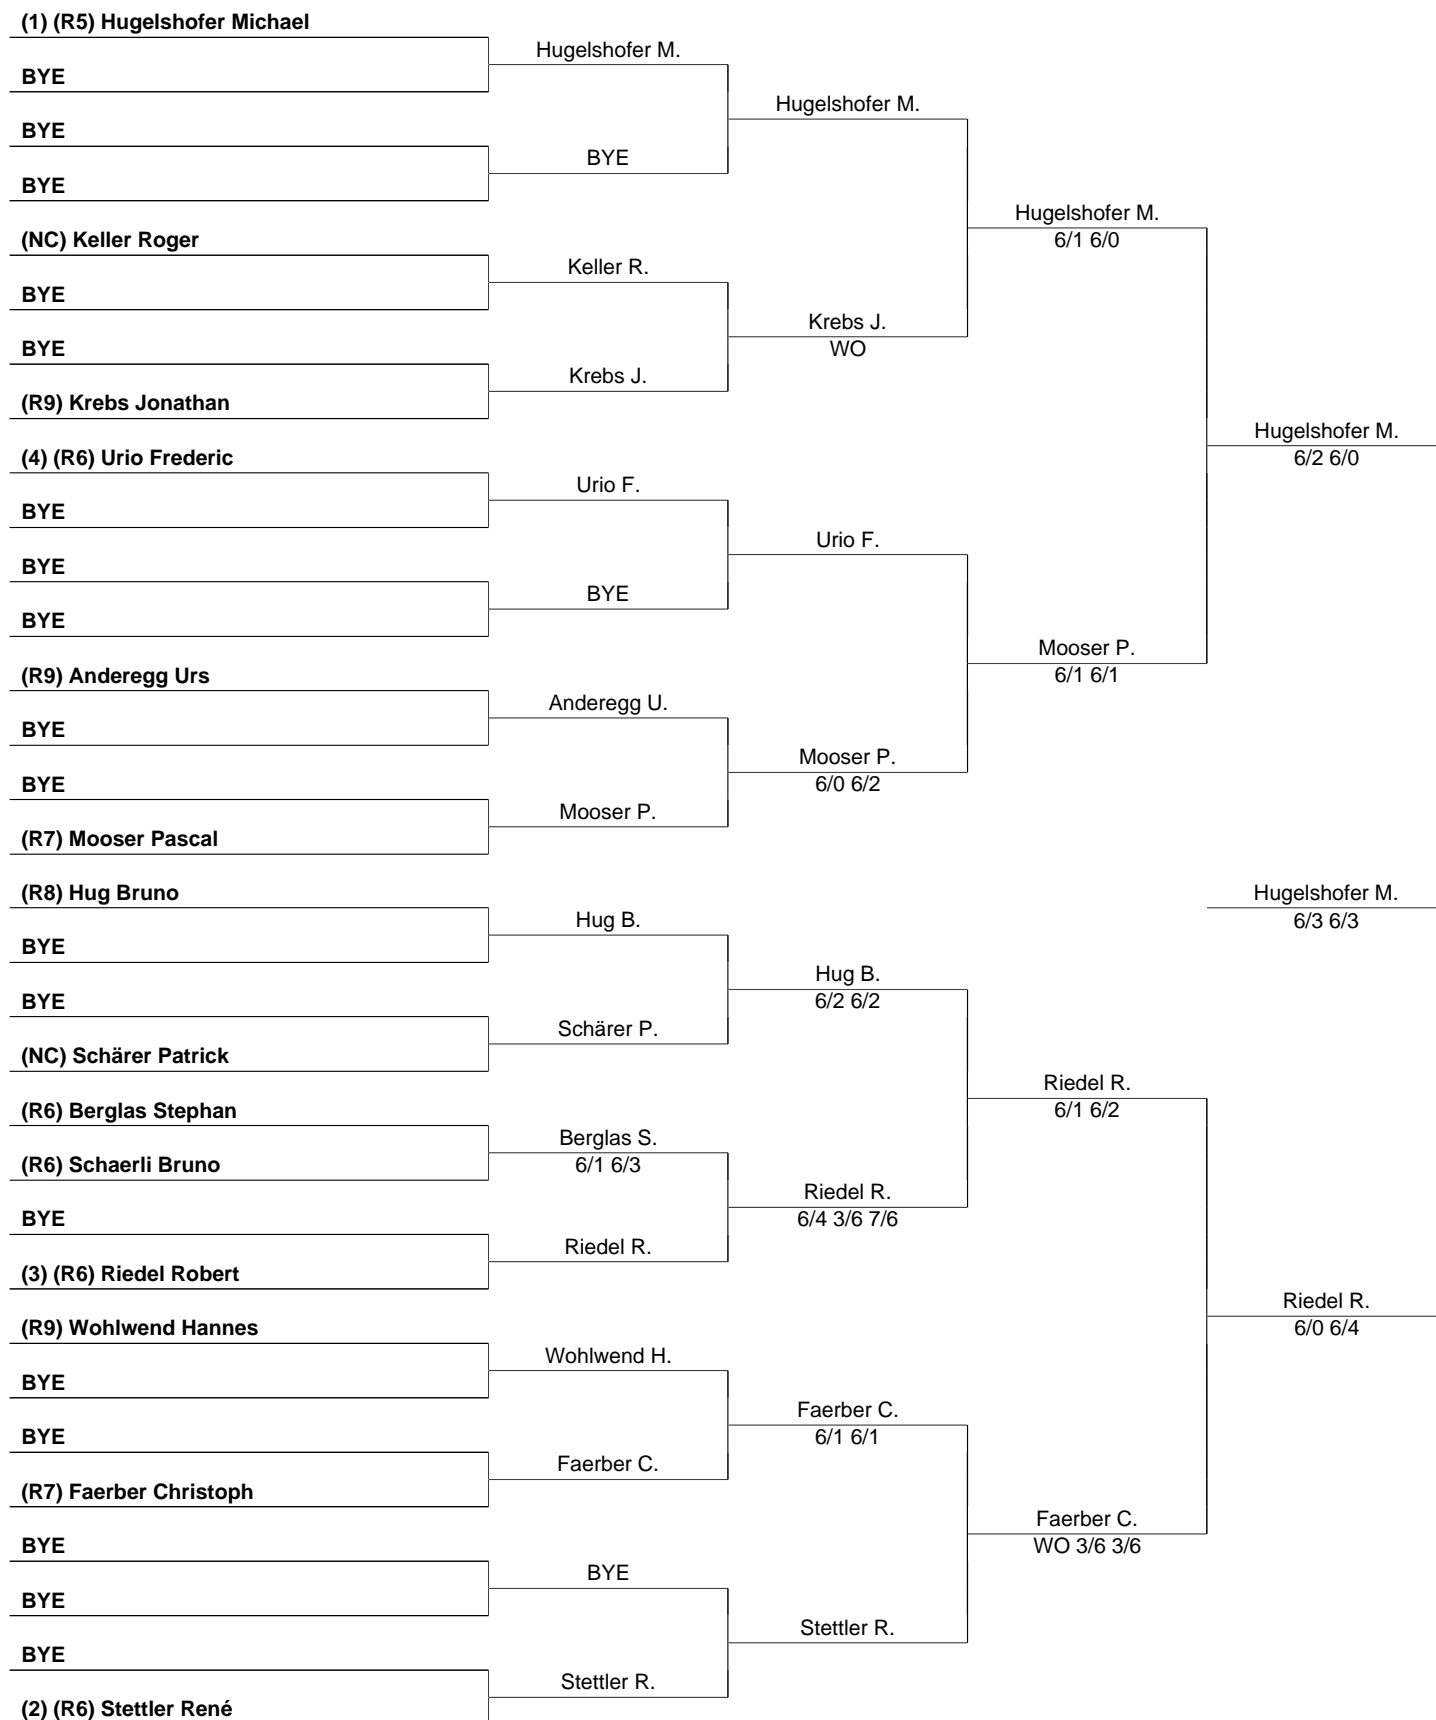 (1) (R5) Hugelshofer Michael
BYE
BYE
BYE
(NC) Keller Roger
BYE
BYE
(R9) Krebs Jonathan
(4) (R6) Urio Frederic
BYE
BYE
BYE
(R9) Anderegg Urs
BYE
BYE
(R7) Mooser Pascal
(R8) Hug Bruno
BYE
BYE
(NC) Schärer Patrick
(R6) Berglas Stephan
(R6) Schaerli Bruno
BYE
(3) (R6) Riedel Robert
(R9) Wohlwend Hannes
BYE
BYE
(R7) Faerber Christoph
BYE
BYE
BYE
(2) (R6) Stettler René
Hugelshofer M.
BYE
Keller R.
Krebs J.
Urio F.
BYE
Anderegg U.
Mooser P.
Hug B.
Schärer P.
Berglas S.
6/1 6/3
Riedel R.
Wohlwend H.
Faerber C.
BYE
Stettler R.
Hugelshofer M.
Krebs J.
WO
Urio F.
Mooser P.
6/0 6/2
Hug B.
6/2 6/2
Riedel R.
6/4 3/6 7/6
Faerber C.
6/1 6/1
Stettler R.
Hugelshofer M.
6/1 6/0
Mooser P.
6/1 6/1
Riedel R.
6/1 6/2
Faerber C.
WO 3/6 3/6
Hugelshofer M.
6/2 6/0
Hugelshofer M.
6/3 6/3
Riedel R.
6/0 6/4